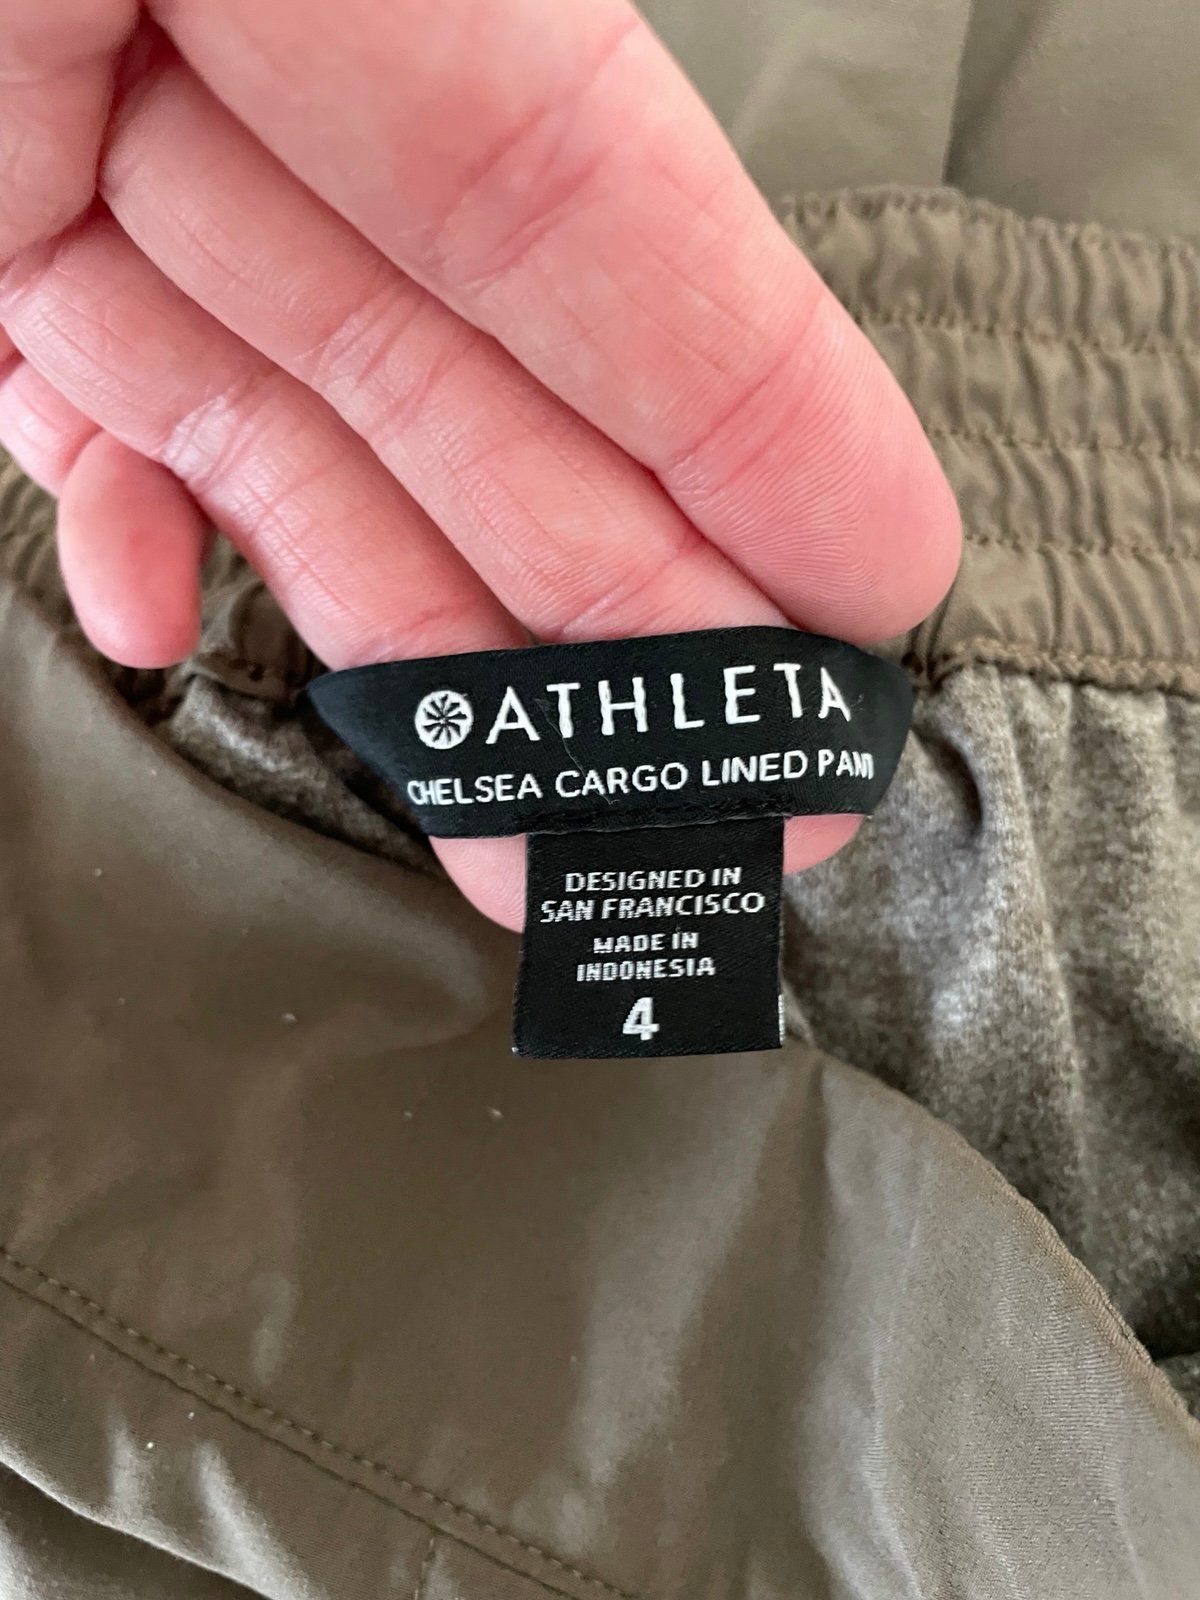 ATHLETA
CHELSEA CARGO LINED PANT
DESIGNED IN
SAN FRANCISCO
MADE IN
INDONESIA
4